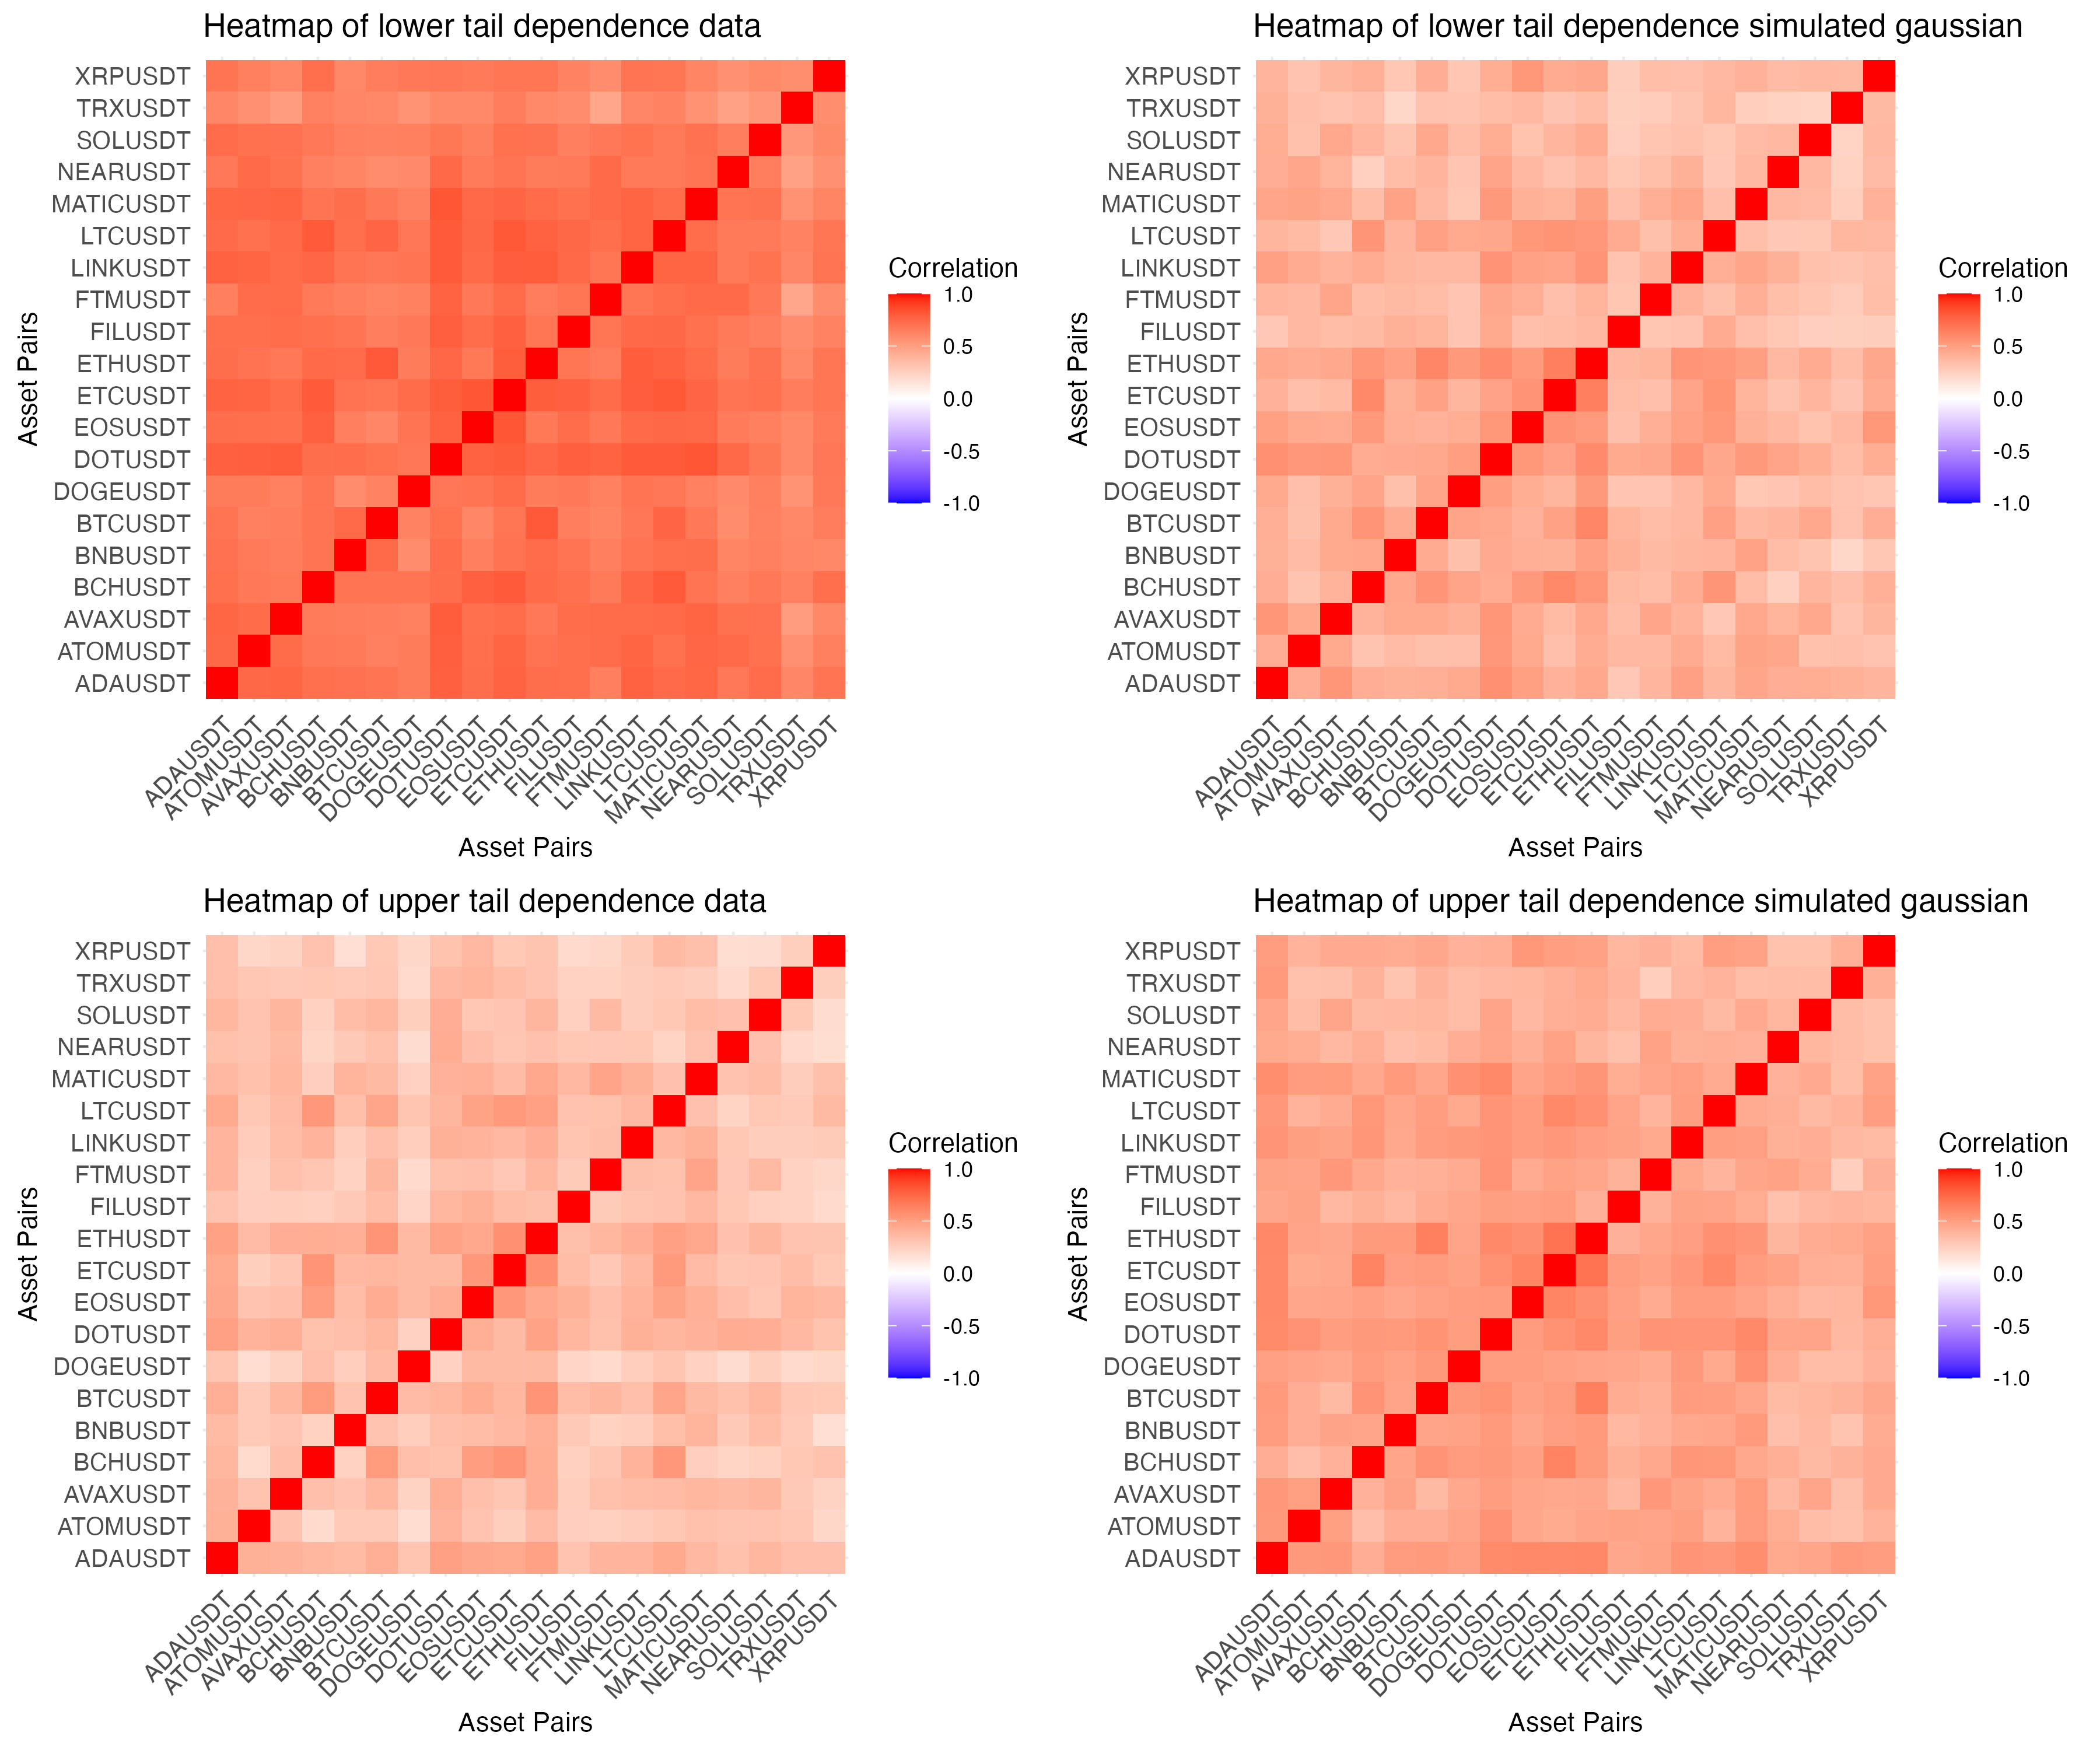 Heatmap of lower tail dependence data
Asset Pairs
XRPUSDT
TRXUSDT
SOLUSDT
NEARUSDT
MATICUSDT
LTCUSDT
LINKUSDT
FTMUSDT
FILUSDT
ETHUSDT
ETCUSDT
EOSUSDT
DOTUSDT
DOGEUSDT
BTCUSDT
BNBUSDT
BCHUSDT
AVAXUSDT
ATOMUSDT
ADAUSDT
ADAUSDT
ATOMUSDT
AVAXUSDT
BCHUSDT
BNBUSDT
BTCUSDT
DOGEUSDT
DOTUSDT
EOSUSDT
ETCUSDT
ETHUSDT
FILUSDT
FTMUSDT
LINKUSDT
LTCUSDT
MATICUSDT
NEARUSDT
SOLUSDT
TRXUSDT
XRPUSDT
Asset Pairs
Correlation
1.0
0.5
0.0
-0.5
-1.0
Heatmap of lower tail dependence simulated gaussian
Asset Pairs
XRPUSDT
TRXUSDT
SOLUSDT
NEARUSDT
MATICUSDT
LTCUSDT
LINKUSDT
FTMUSDT
FILUSDT
ETHUSDT
ETCUSDT
EOSUSDT
DOTUSDT
DOGEUSDT
BTCUSDT
BNBUSDT
BCHUSDT
AVAXUSDT
ATOMUSDT
ADAUSDT
ADAUSDT
ATOMUSDT
AVAXUSDT
BCHUSDT
BNBUSDT
BTCUSDT
DOGEUSDT
DOTUSDT
EOSUSDT
ETCUSDT
ETHUSDT
FILUSDT
FTMUSDT
LINKUSDT
LTCUSDT
MATICUSDT
NEARUSDT
SOLUSDT
TRXUSDT
XRPUSDT
Asset Pairs
Correlation
1.0
0.5
0.0
-0.5
-1.0
Heatmap of upper tail dependence data
Asset Pairs
XRPUSDT
TRXUSDT
SOLUSDT
NEARUSDT
MATICUSDT
LTCUSDT
LINKUSDT
FTMUSDT
FILUSDT
ETHUSDT
ETCUSDT
EOSUSDT
DOTUSDT
DOGEUSDT
BTCUSDT
BNBUSDT
BCHUSDT
AVAXUSDT
ATOMUSDT
ADAUSDT
ADAUSDT
ATOMUSDT
AVAXUSDT
BCHUSDT
BNBUSDT
BTCUSDT
DOGEUSDT
DOTUSDT
EOSUSDT
ETCUSDT
ETHUSDT
FILUSDT
FTMUSDT
LINKUSDT
LTCUSDT
MATICUSDT
NEARUSDT
SOLUSDT
TRXUSDT
XRPUSDT
Asset Pairs
Correlation
1.0
0.5
0.0
-0.5
-1.0
Heatmap of upper tail dependence simulated gaussian
Asset Pairs
XRPUSDT
TRXUSDT
SOLUSDT
NEARUSDT
MATICUSDT
LTCUSDT
LINKUSDT
FTMUSDT
FILUSDT
ETHUSDT
ETCUSDT
EOSUSDT
DOTUSDT
DOGEUSDT
BTCUSDT
BNBUSDT
BCHUSDT
AVAXUSDT
ATOMUSDT
ADAUSDT
ADAUSDT
ATOMUSDT
AVAXUSDT
BCHUSDT
BNBUSDT
BTCUSDT
DOGEUSDT
DOTUSDT
EOSUSDT
ETCUSDT
ETHUSDT
FILUSDT
FTMUSDT
LINKUSDT
LTCUSDT
MATICUSDT
NEARUSDT
SOLUSDT
TRXUSDT
XRPUSDT
Asset Pairs
Correlation
1.0
0.5
0.0
-0.5
-1.0